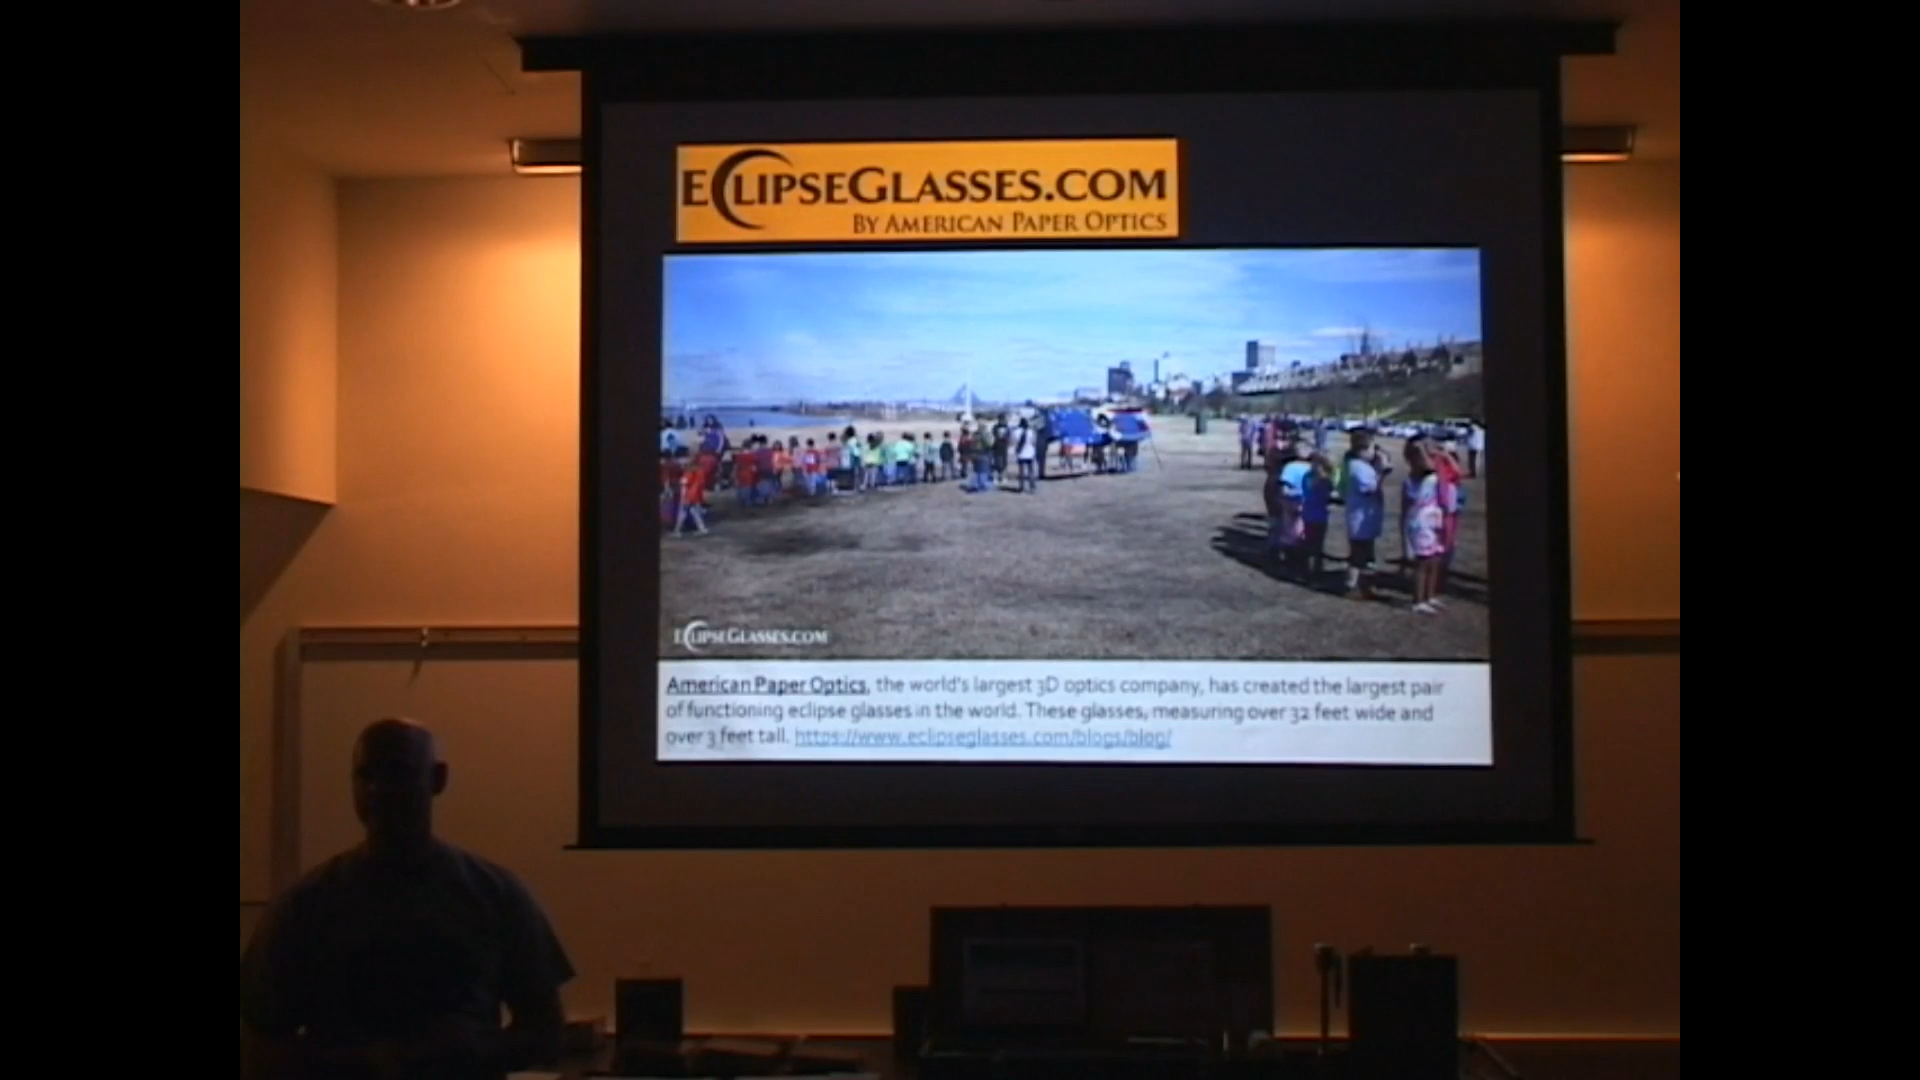 ECLIPSEGLASSES.COM
BY AMERICAN PAPER OPTICS
ECLIPSEGLASSES.COM
American Paper Optics, the world's largest 3D optics company, has created the largest pair
of functioning eclipse glasses in the world. These glasses, measuring over 32 feet wide and
over 3 feet tall. https://www.eclipseglasses.com/blogs/blog/